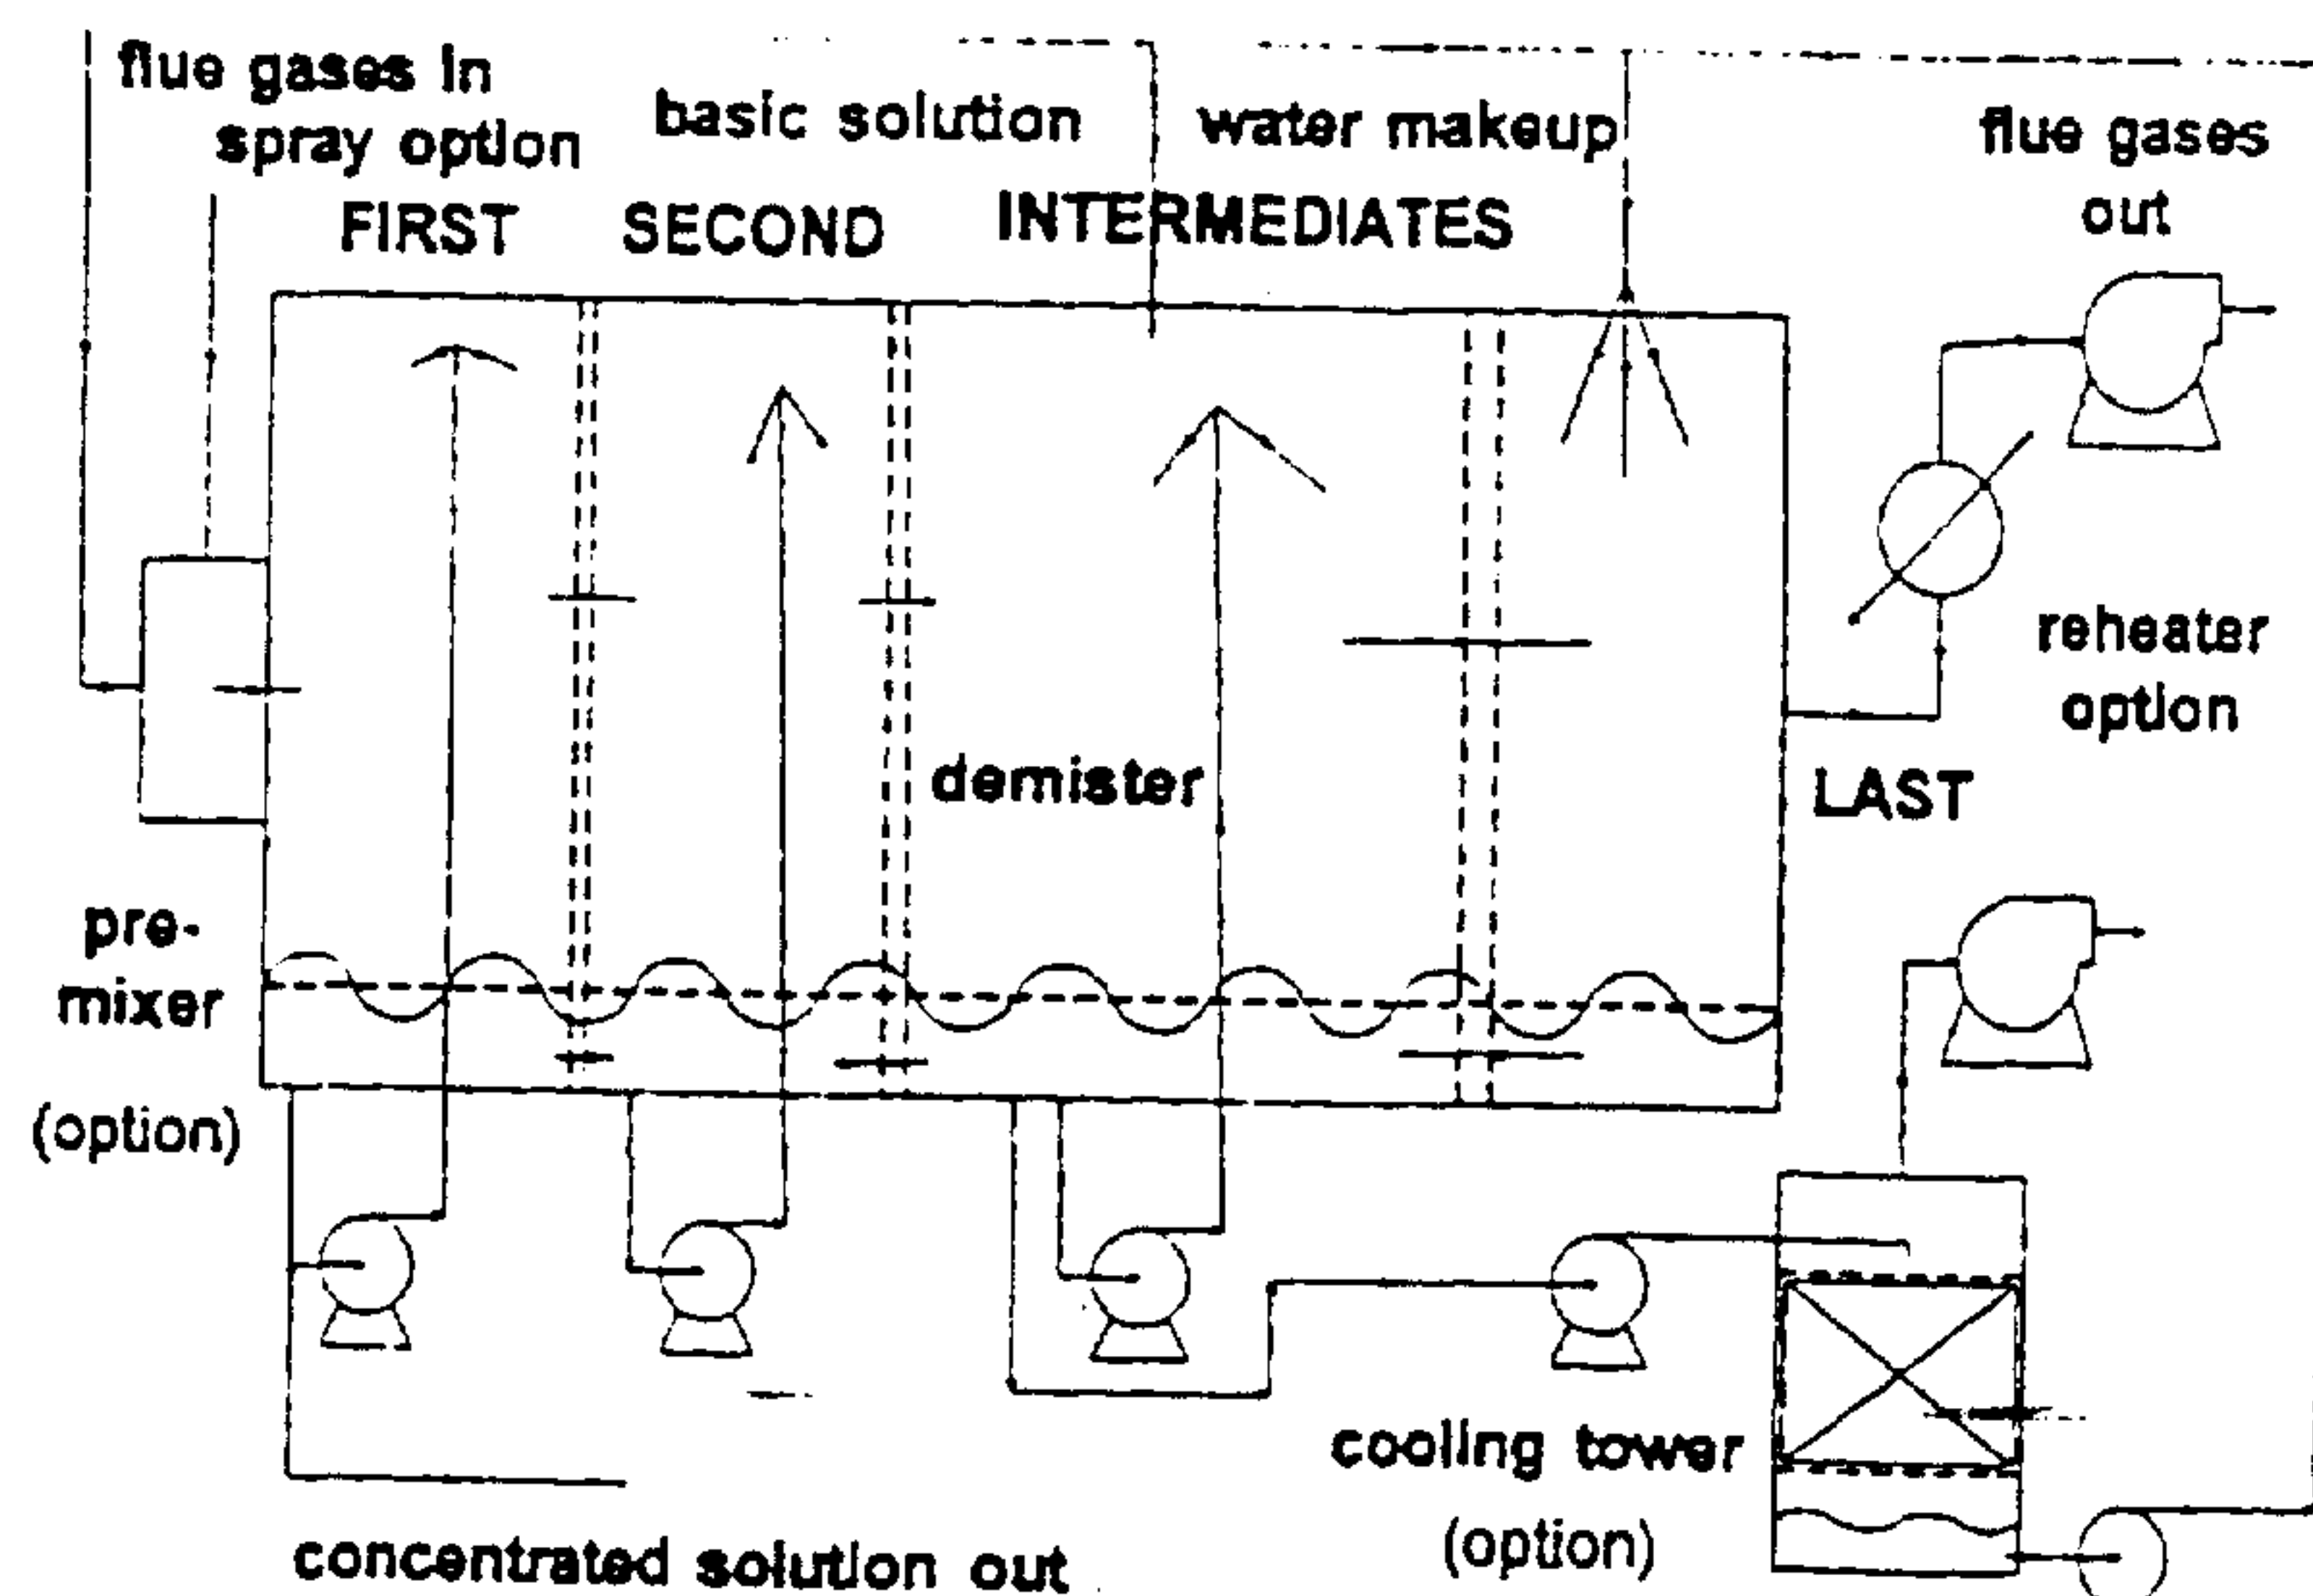 flue gases in
spray option
basic solution
water makeup
flue gases
out
FIRST
SECOND
INTERMEDIATES
reheater
option
demister
LAST
pre-
mixer
(option)
cooling tower
(option)
concentrated solution out